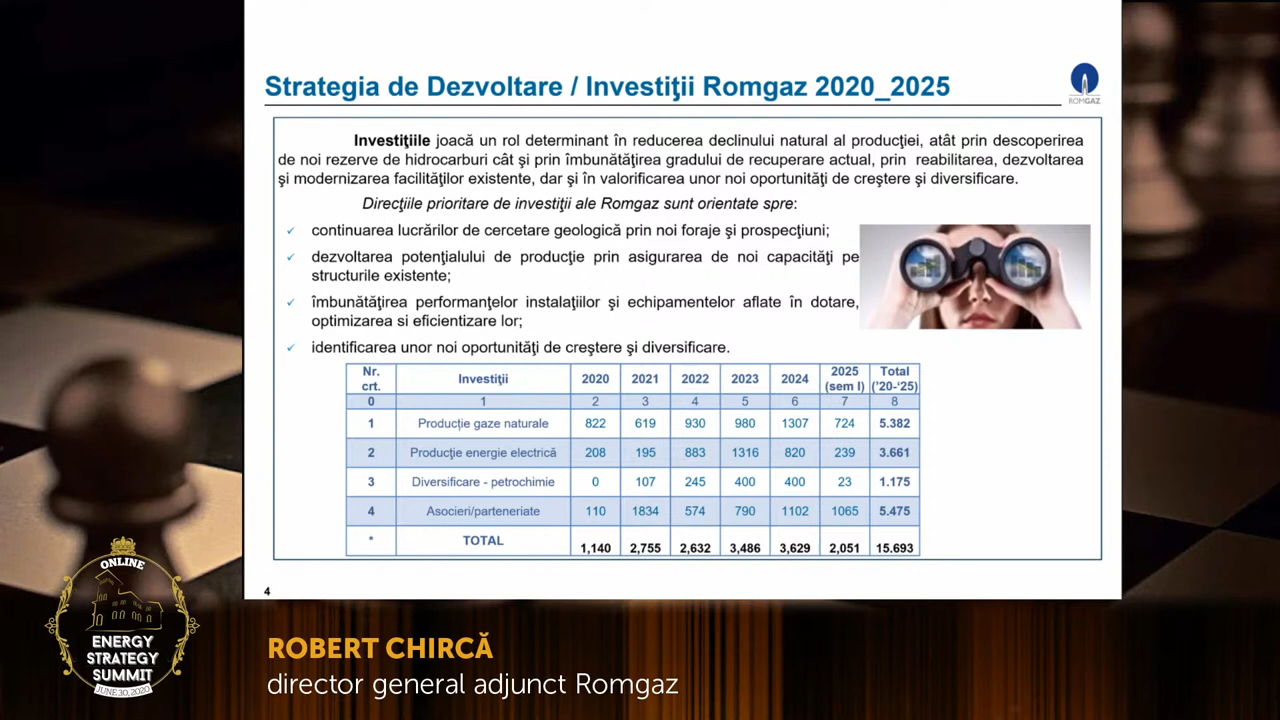 Strategia de Dezvoltare / Investiţii Romgaz 2020_2025
ROMGAZ
Investiţiile joacă un rol determinant în reducerea declinului natural al producţiei, atât prin descoperirea
de noi rezerve de hidrocarburi cât şi prin îmbunătăţirea gradului de recuperare actual, prin reabilitarea, dezvoltarea
şi modernizarea facilităţilor existente, dar şi în valorificarea unor noi oportunităţi de creştere şi diversificare.
Direcţiile prioritare de investiţii ale Romgaz sunt orientate spre:
✓ continuarea lucrărilor de cercetare geologică prin noi foraje şi prospecţiuni;
✓ dezvoltarea potenţialului de producţie prin asigurarea de noi capacităţi pe
structurile existente;
✓ îmbunătăţirea performanţelor instalaţiilor şi echipamentelor aflate în dotare,
optimizarea si eficientizare lor;
✓ identificarea unor noi oportunităţi de creştere şi diversificare.
Nr. crt. Investiţii 2020 2021 2022 2023 2024 2025 (sem I) Total ('20-'25)
0 1 2 3 4 5 6 7 8
1 Producţie gaze naturale 822 619 930 980 1307 724 5.382
2 Producţie energie electrică 208 195 883 1316 820 239 3.661
3 Diversificare - petrochimie 0 107 245 400 400 23 1.175
4 Asocieri/parteneriate 110 1834 574 790 1102 1065 5.475
* TOTAL 1,140 2,755 2,632 3,486 3,629 2,051 15.693
4
ONLINE
ENERGY
STRATEGY
SUMMIT
JUNE 30, 2020
ROBERT CHIRCĂ
director general adjunct Romgaz